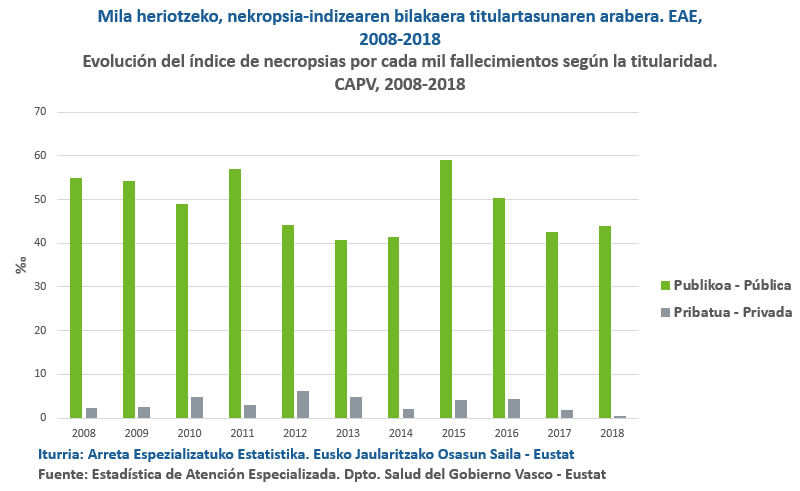 Mila heriotzeko, nekropsia-indizearen bilakaera titulartasunaren arabera. EAE,
2008-2018
Evolución del índice de necropsias por cada mil fallecimientos según la titularidad.
CAPV, 2008-2018
70
60
50
40
30
20
10
0
‰
2008 2009 2010 2011 2012 2013 2014 2015 2016 2017 2018
Publikoa - Pública
Pribatua - Privada
Iturria: Arreta Espezializatuko Estatistika. Eusko Jaularitzako Osasun Saila - Eustat
Fuente: Estadística de Atención Especializada. Dpto. Salud del Gobierno Vasco - Eustat